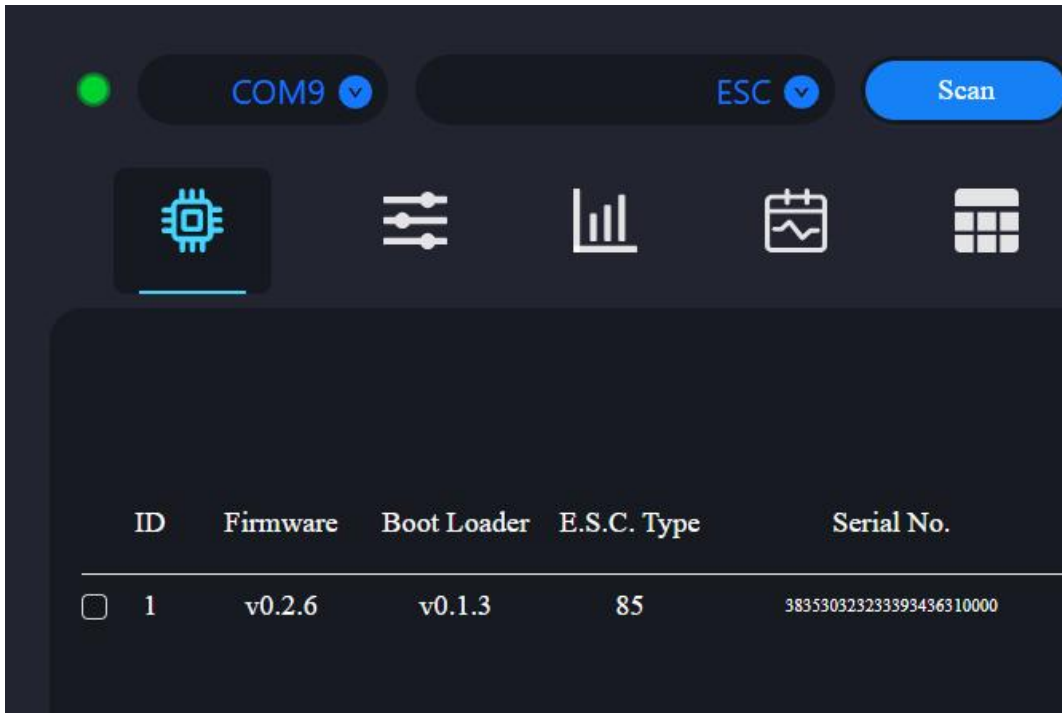 COM9 ESC Scan
ID Firmware Boot Loader E.S.C. Type Serial No.
1 v0.2.6 v0.1.3 85 383530323233393436310000